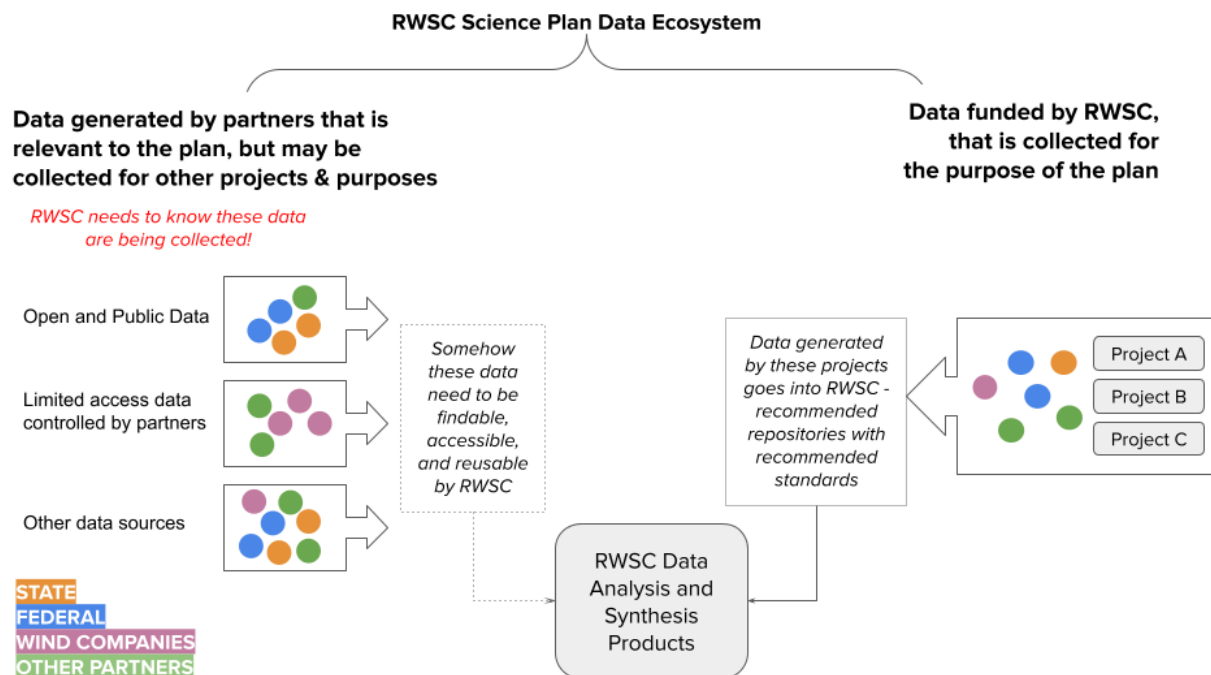 RWSC Science Plan Data Ecosystem
Data generated by partners that is
relevant to the plan, but may be
collected for other projects & purposes
RWSC needs to know these data
are being collected!
Data funded by RWSC,
that is collected for
the purpose of the plan
Open and Public Data
Limited access data
controlled by partners
Other data sources
Somehow
these data
need to be
findable,
accessible,
and reusable
by RWSC
Data generated
by these projects
goes into RWSC -
recommended
repositories with
recommended
standards
Project A
Project B
Project C
RWSC Data
Analysis and
Synthesis
Products
STATE
FEDERAL
WIND COMPANIES
OTHER PARTNERS